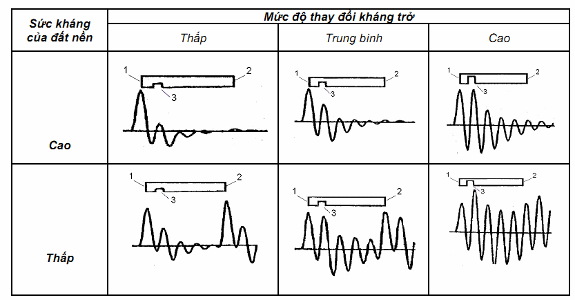 Sức kháng
của đất nền
Mức độ thay đổi kháng trở
Thấp
Trung bình
Cao
Cao
1
2
3
1
2
3
1
2
3
Thấp
1
2
3
1
2
3
1
2
3